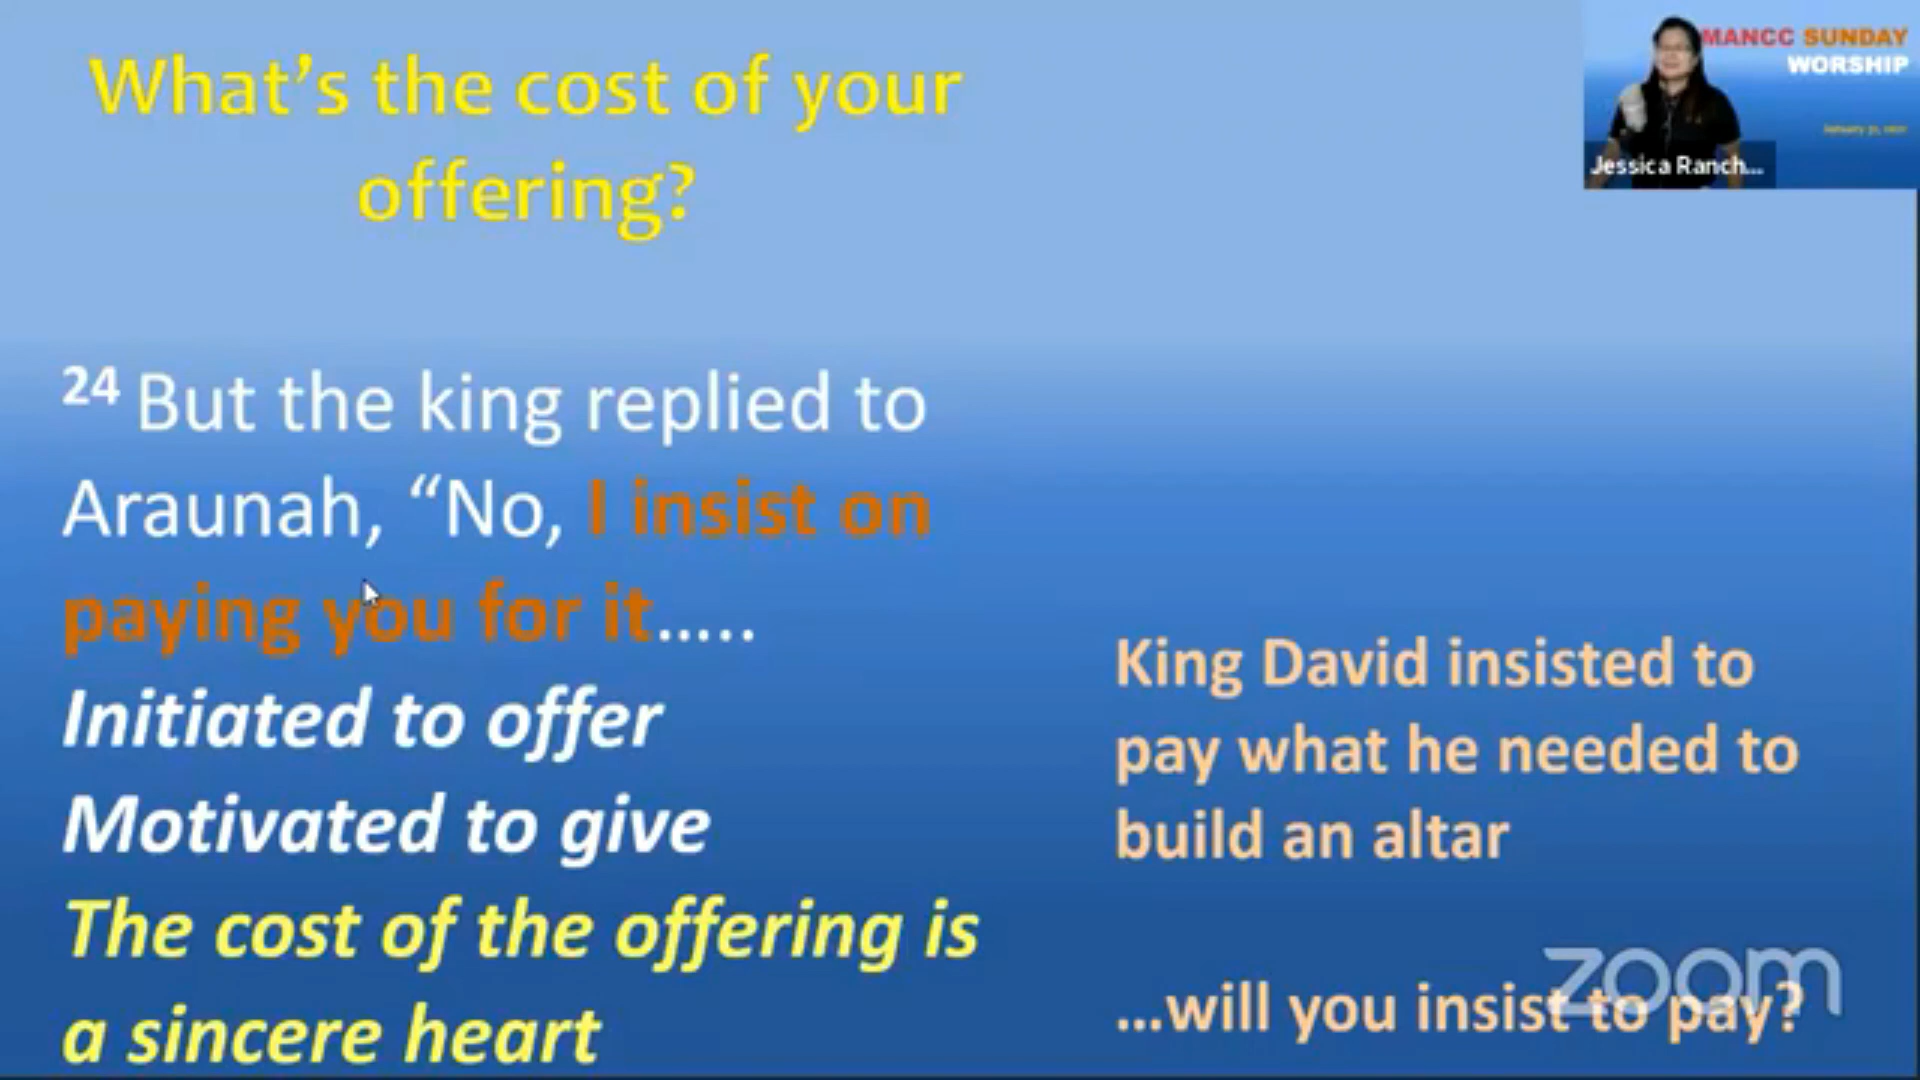 What's the cost of your
offering?
MANCC SUNDAY
WORSHIP
Jessica Ranch...
24 But the king replied to
Araunah, “No, I insist on
paying you for it.....
Initiated to offer
Motivated to give
The cost of the offering is
a sincere heart
King David insisted to
pay what he needed to
build an altar
...will you insist to pay?
zoom